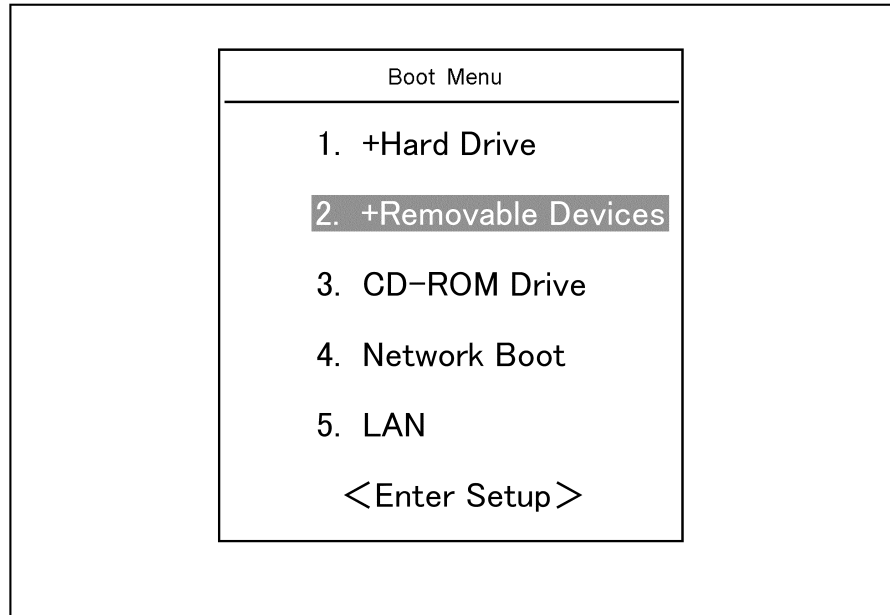 Boot Menu
1. +Hard Drive
2. +Removable Devices
3. CD-ROM Drive
4. Network Boot
5. LAN
<Enter Setup>